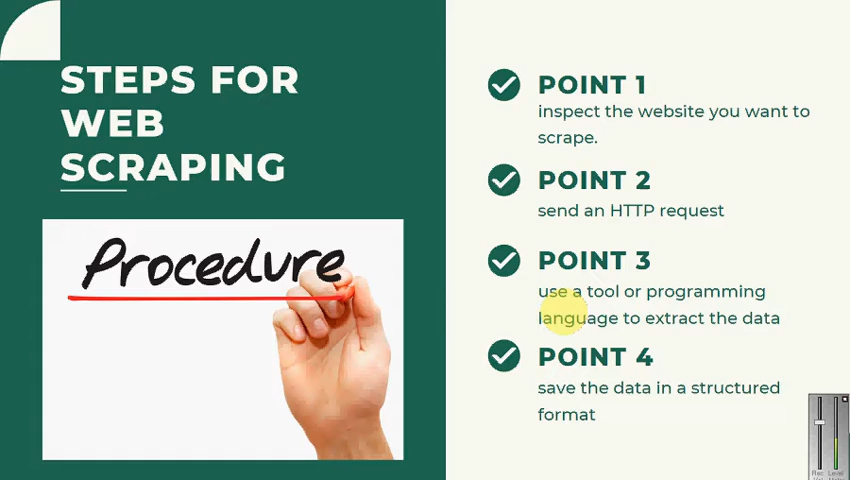 STEPS FOR
WEB
SCRAPING
Procedure
POINT 1
inspect the website you want to
scrape.
POINT 2
send an HTTP request
POINT 3
use a tool or programming
language to extract the data
POINT 4
save the data in a structured
format
Rec Level